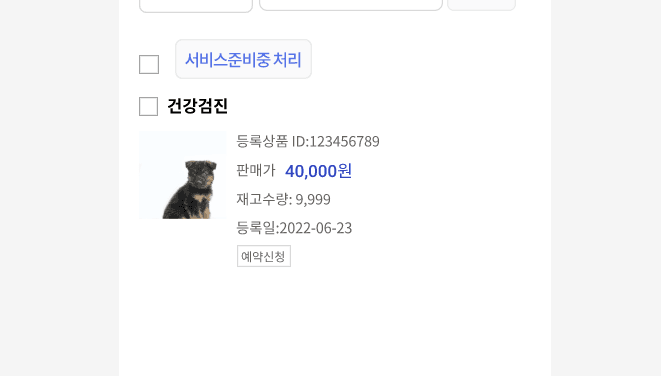 서비스준비중 처리
건강검진
등록상품 ID:123456789
판매가 40,000원
재고수량: 9,999
등록일:2022-06-23
예약신청